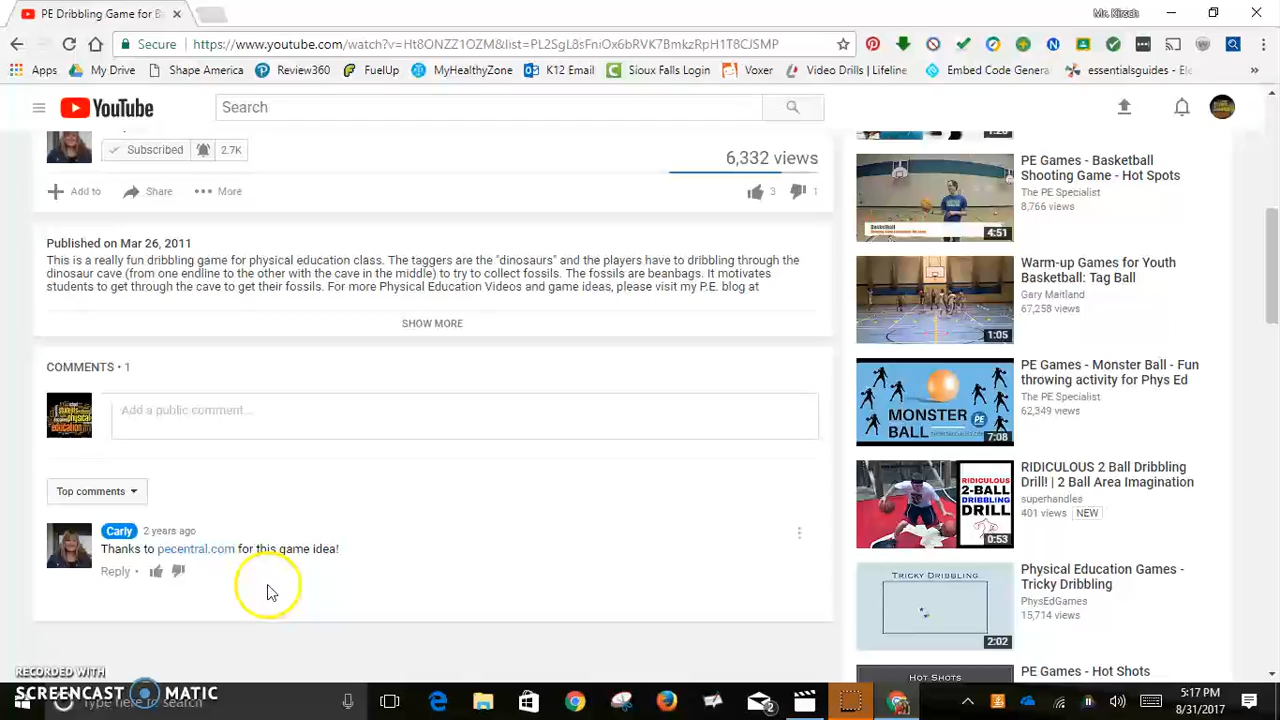 PE Dribbling Game for B
Mr. Kirsch
Secure https://www.youtube.com/watch?v=Ht8ONZZ1OZM&list=PL2SgL8sFnrOx6bRVK7BmkzRpH1T8CJSMP
Apps My Drive Shape America Review360 FuelUp MyHealthyZone K12 Email Sioux Falls Login Voxer Video Drills | Lifeline Embed Code Genera essentialsguides - Ele
YouTube
Search
Subscribed 2.7K
6,332 views
Add to Share More
3 1
Published on Mar 26, 2011
This is a really fun dribbling game for physical education class. The taggers are the "dinosaurs" and the players have to dribbling through the
dinosaur cave (from one endline to the other with the cave in the middle) to try to collect fossils. The fossils are beanbags. It motivates
students to get through the cave to get their fossils. For more Physical Education Videos and game ideas, please visit my P.E. blog at
SHOW MORE
COMMENTS • 1
Add a public comment...
Top comments
Carly 2 years ago
Thanks to pecentral.com for this game idea!
Reply •
1:20
PE Games - Basketball
Shooting Game - Hot Spots
The PE Specialist
8,766 views
4:51
Warm-up Games for Youth
Basketball: Tag Ball
Gary Maitland
67,258 views
1:05
PE Games - Monster Ball - Fun
throwing activity for Phys Ed
The PE Specialist
62,349 views
MONSTER
BALL
PE
7:08
RIDICULOUS 2 Ball Dribbling
Drill! | 2 Ball Area Imagination
superhandles
401 views NEW
RIDICULOUS
2-BALL
DRIBBLING
DRILL
0:53
Physical Education Games -
Tricky Dribbling
PhysEdGames
15,714 views
TRICKY DRIBBLING
2:02
PE Games - Hot Shots
HOT SHOTS
RECORDED WITH
SCREENCAST MATIC
Type here to search
2
5:17 PM
8/31/2017